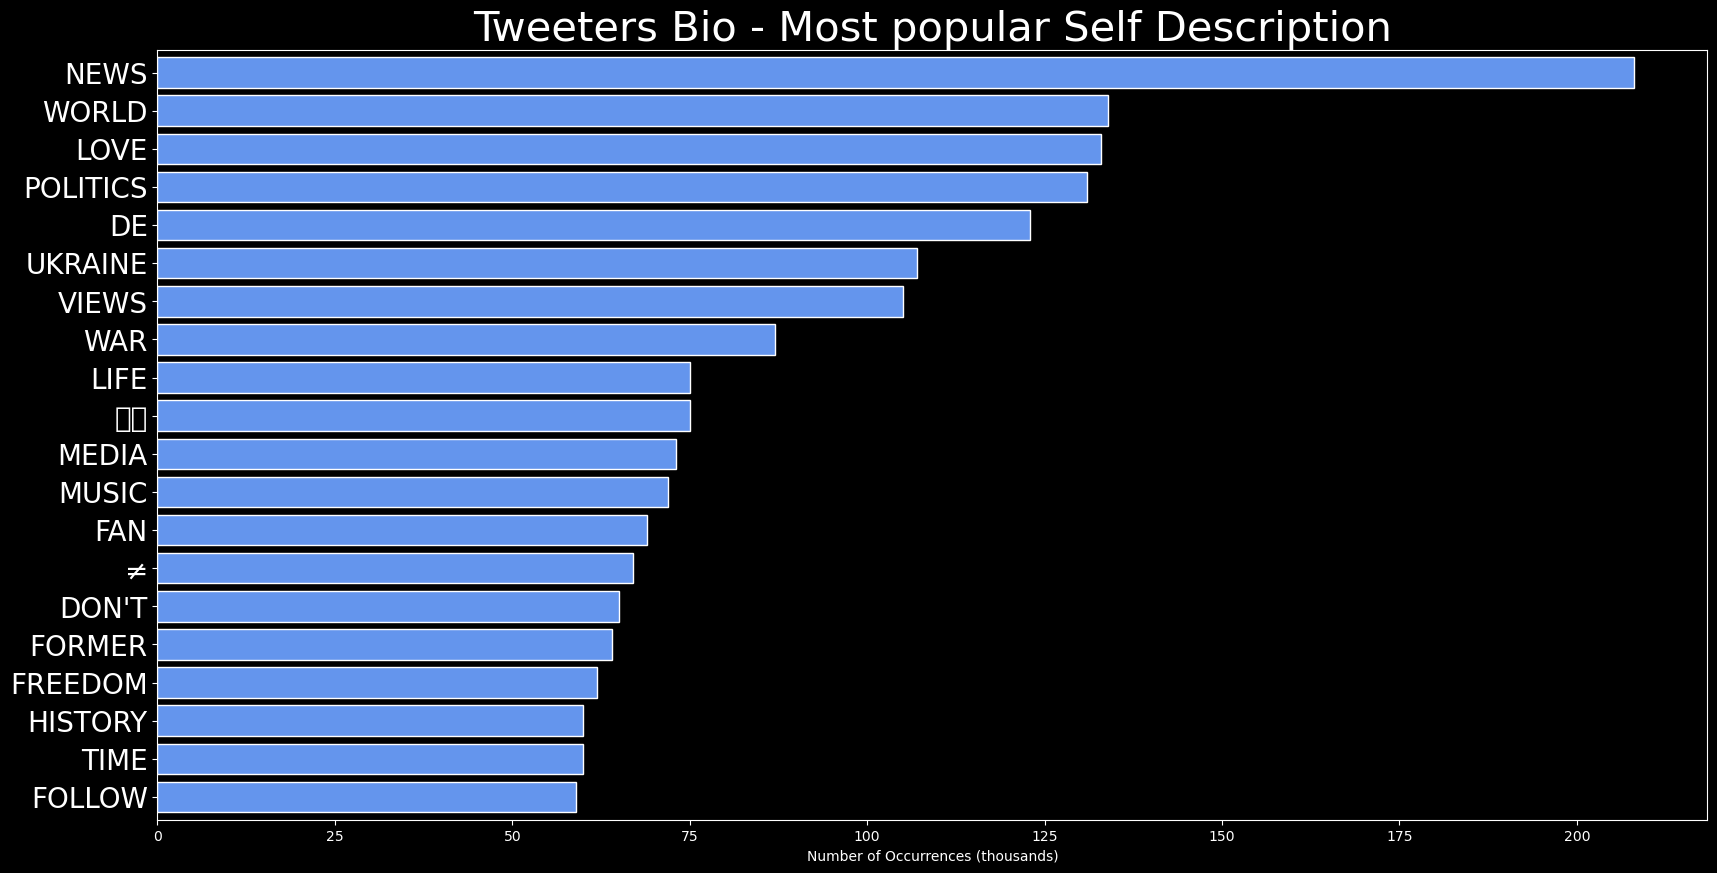 Tweeters Bio - Most popular Self Description
NEWS
WORLD
LOVE
POLITICS
DE
UKRAINE
VIEWS
WAR
LIFE
MEDIA
MUSIC
FAN
≠
DON'T
FORMER
FREEDOM
HISTORY
TIME
FOLLOW
0 25 50 75 100 125 150 175 200
Number of Occurrences (thousands)